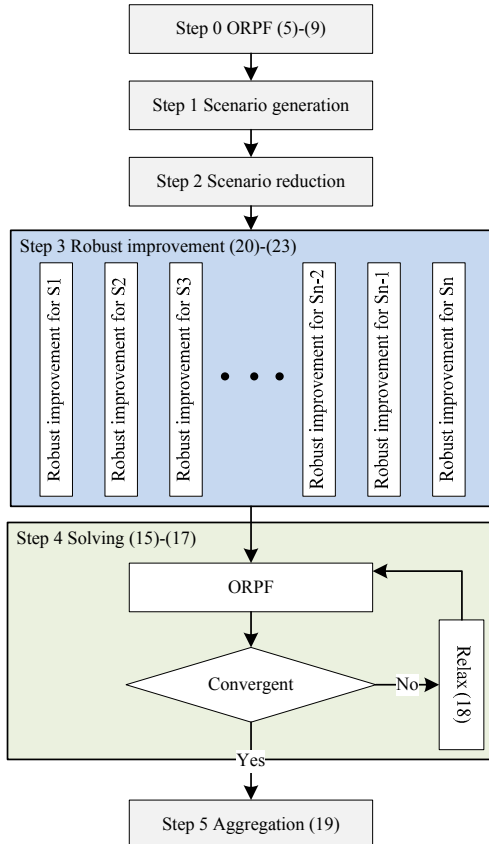 Step 0 ORPF (5)-(9)
Step 1 Scenario generation
Step 2 Scenario reduction
Step 3 Robust improvement (20)-(23)
Robust improvement for S1
Robust improvement for S2
Robust improvement for S3
Robust improvement for Sn-2
Robust improvement for Sn-1
Robust improvement for Sn
Step 4 Solving (15)-(17)
ORPF
Convergent
No
Relax (18)
Yes
Step 5 Aggregation (19)